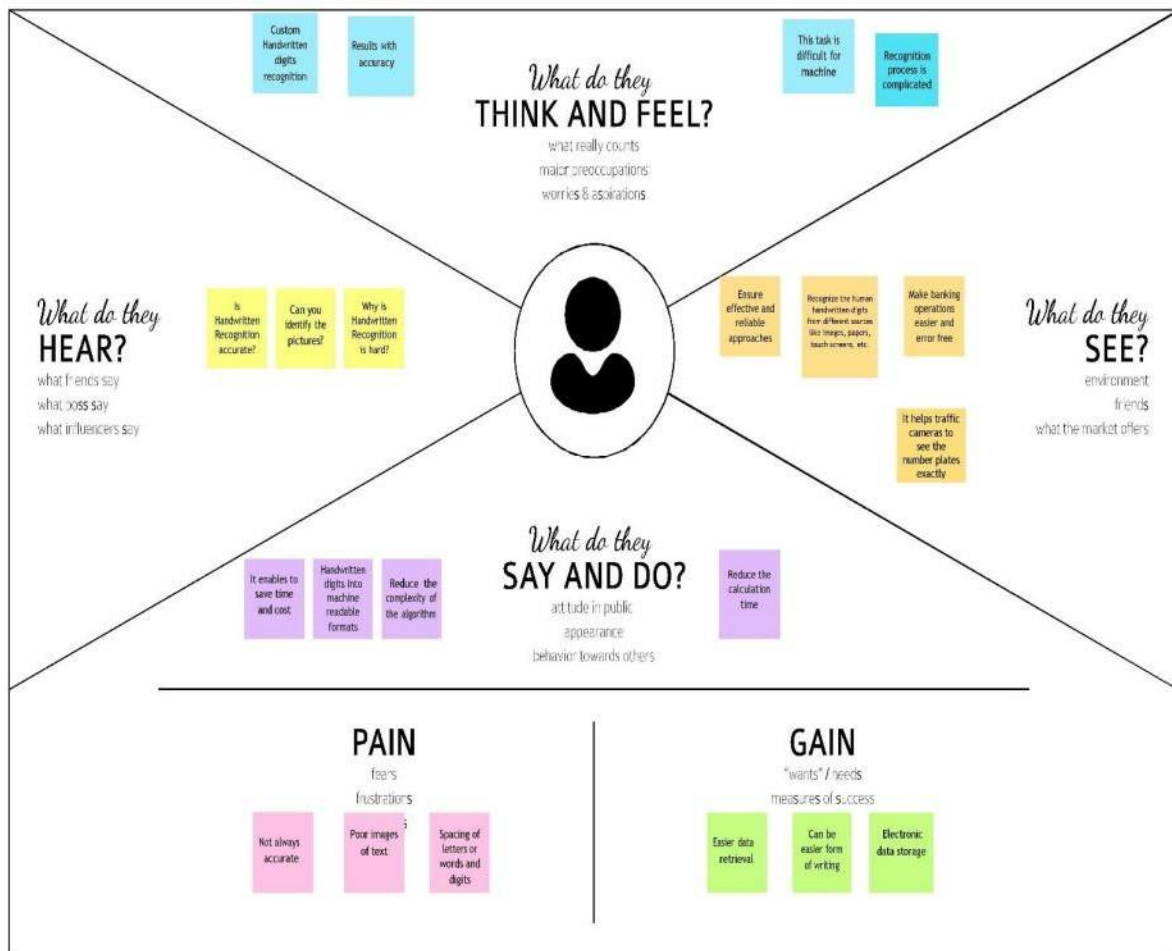 Custom
Handwritten
digits
recognition
Results with
accuracy
This task is
difficult for
machine
Recognition
process is
complicated
What do they
THINK AND FEEL?
what really counts
major preoccupations
worries & aspirations
What do they
HEAR?
what friends say
what boss say
what influencers say
Is
Handwritten
Recognition
accurate?
Can you
identify the
pictures?
Why is
Handwritten
Recognition
is hard?
Ensure
effective and
reliable
approaches
Recognize the human
handwritten digits
from different sources
like images, papers,
touch screens, etc.
Make banking
operations
easier and
error free
It helps traffic
cameras to
see the
number plates
exactly
What do they
SEE?
environment
friends
what the market offers
What do they
SAY AND DO?
attitude in public
appearance
behavior towards others
It enables to
save time
and cost
Handwritten
digits into
machine
readable
formats
Reduce the
complexity of
the algorithm
Reduce the
calculation
time
PAIN
fears
frustrations
Not always
accurate
Poor images
of text
Spacing of
letters or
words and
digits
GAIN
"wants" / needs
measures of success
Easier data
retrieval
Can be
easier form
of writing
Electronic
data storage